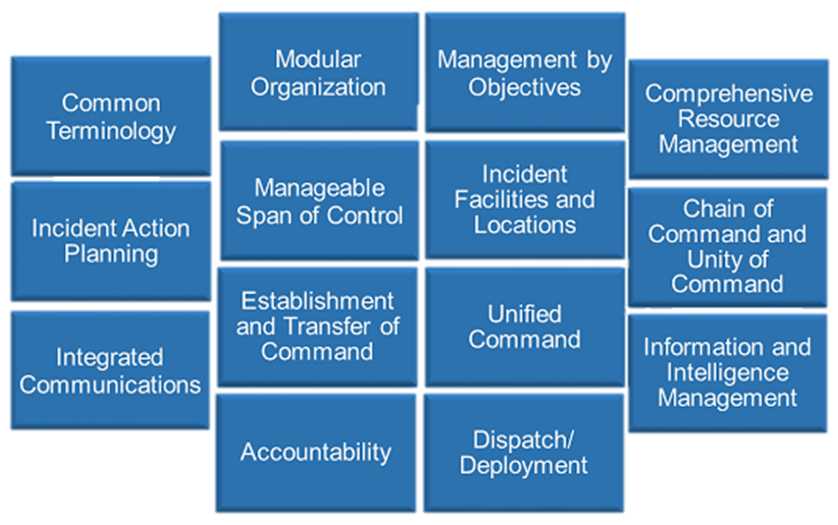 Common
Terminology
Incident Action
Planning
Integrated
Communications
Modular
Organization
Manageable
Span of Control
Establishment
and Transfer of
Command
Accountability
Management by
Objectives
Incident
Facilities and
Locations
Unified
Command
Dispatch/
Deployment
Comprehensive
Resource
Management
Chain of
Command and
Unity of
Command
Information and
Intelligence
Management